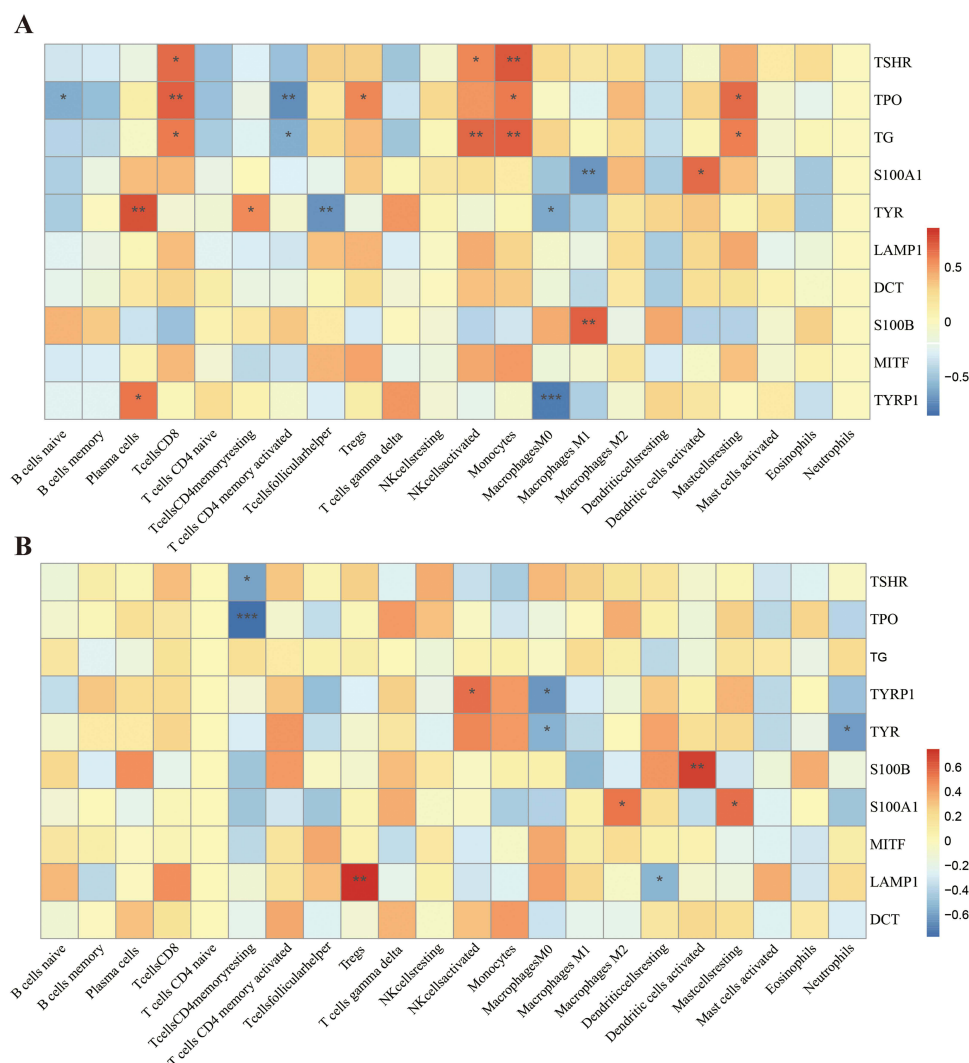 A
* * ** TSHR
* ** ** * * * TPO
* * ** ** * TG
** * S100A1
** * ** * TYR
LAMP1
DCT
** S100B
MITF
* *** TYRP1
0.5
0
−0.5
B cells naive
B cells memory
Plasma cells
TcellsCD8
T cells CD4 naive
TcellsCD4memoryresting
T cells CD4 memory activated
Tcellsfollicularhelper
Tregs
T cells gamma delta
NKcellsresting
NKcellsactivated
Monocytes
MacrophagesM0
Macrophages M1
Macrophages M2
Dendriticcellsresting
Dendritic cells activated
Mastcellsresting
Mast cells activated
Eosinophils
Neutrophils
B
* TSHR
*** TPO
TG
* * TYRP1
* * TYR
** S100B
* * S100A1
MITF
** * LAMP1
DCT
0.6
0.4
0.2
0
−0.2
−0.4
−0.6
B cells naive
B cells memory
Plasma cells
TcellsCD8
T cells CD4 naive
TcellsCD4memoryresting
T cells CD4 memory activated
Tcellsfollicularhelper
Tregs
T cells gamma delta
NKcellsresting
NKcellsactivated
Monocytes
MacrophagesM0
Macrophages M1
Macrophages M2
Dendriticcellsresting
Dendritic cells activated
Mastcellsresting
Mast cells activated
Eosinophils
Neutrophils